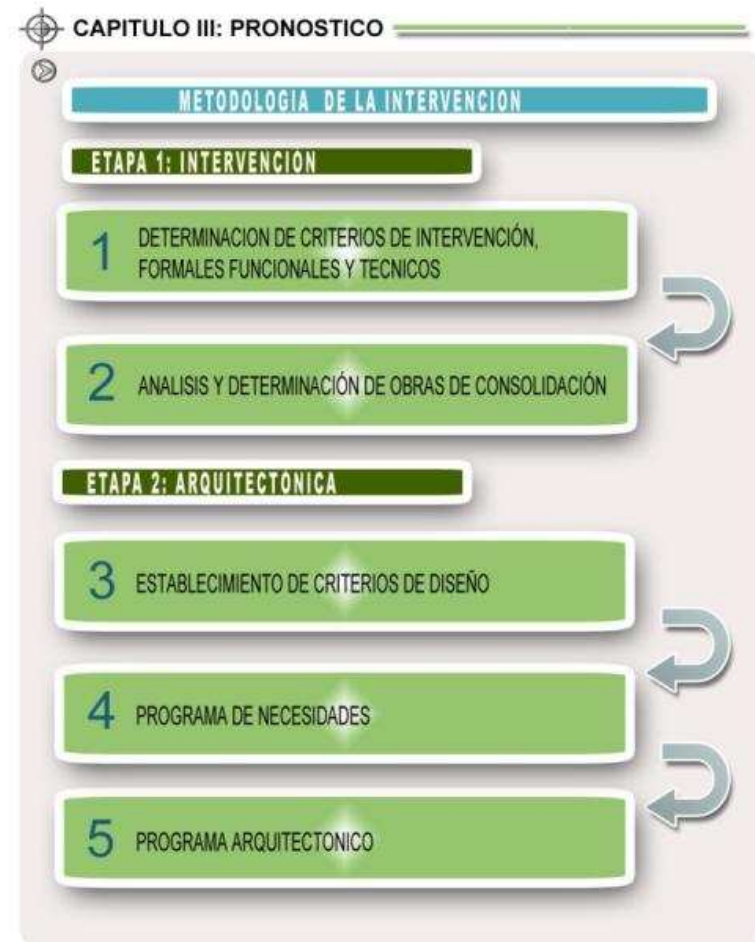 CAPITULO III: PRONOSTICO
METODOLOGIA DE LA INTERVENCION
ETAPA 1: INTERVENCIÓN
1
DETERMINACION DE CRITERIOS DE INTERVENCIÓN,
FORMALES FUNCIONALES Y TECNICOS
2 ANALISIS Y DETERMINACIÓN DE OBRAS DE CONSOLIDACIÓN
ETAPA 2: ARQUITECTÓNICA
3 ESTABLECIMIENTO DE CRITERIOS DE DISEÑO
4 PROGRAMA DE NECESIDADES
5 PROGRAMA ARQUITECTONICO